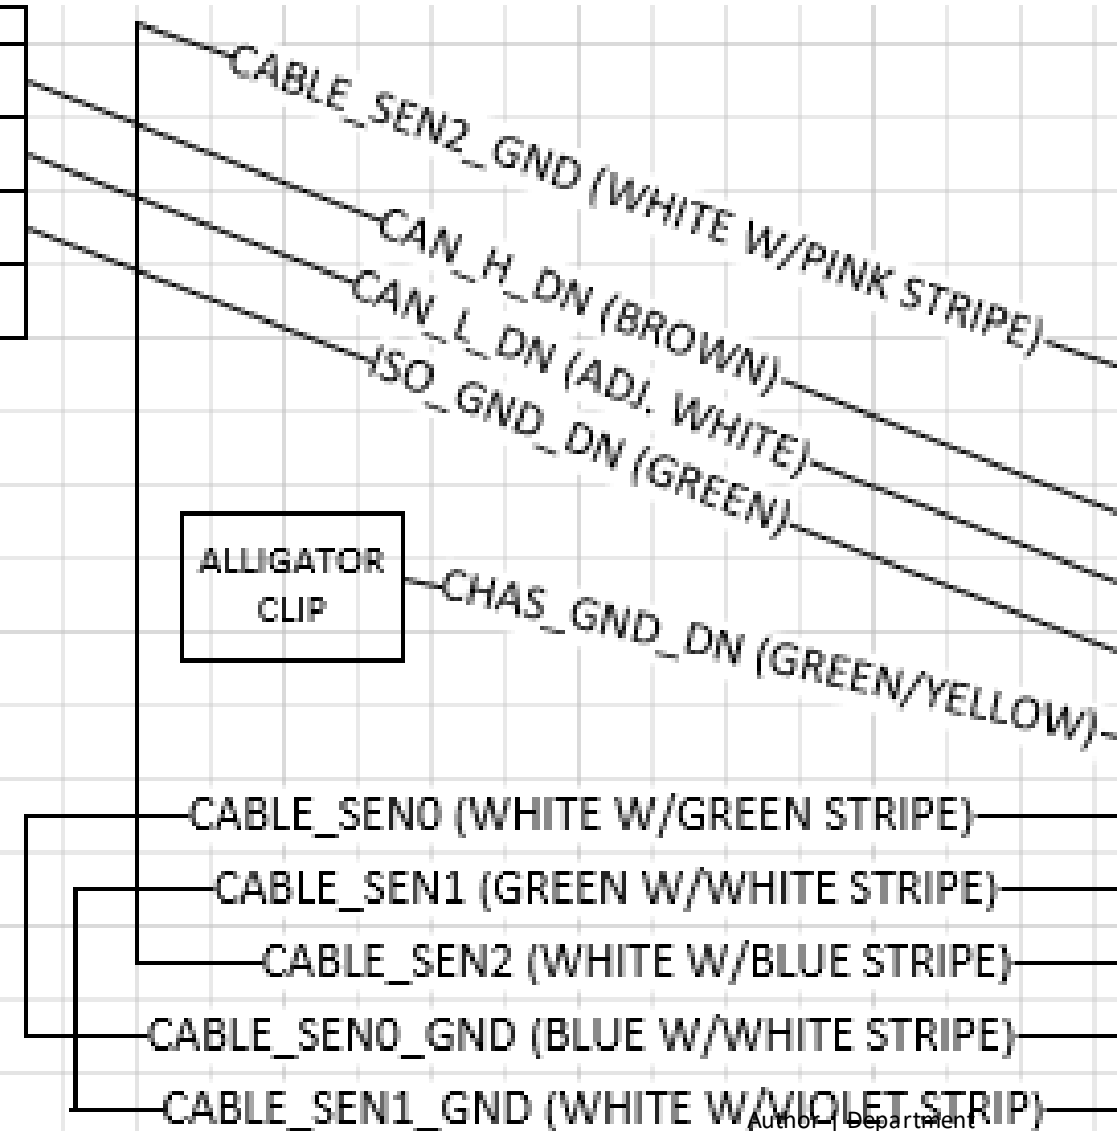 CABLE_SEN2_GND (WHITE W/PINK STRIPE)
CAN_H_DN (BROWN)
CAN_L_DN (ADJ. WHITE)
ISO_GND_DN (GREEN)
ALLIGATOR
CLIP
CHAS_GND_DN (GREEN/YELLOW)
CABLE_SEN0 (WHITE W/GREEN STRIPE)
CABLE_SEN1 (GREEN W/WHITE STRIPE)
CABLE_SEN2 (WHITE W/BLUE STRIPE)
CABLE_SEN0_GND (BLUE W/WHITE STRIPE)
CABLE_SEN1_GND (WHITE W/VIOLET STRIP)
Author | Department